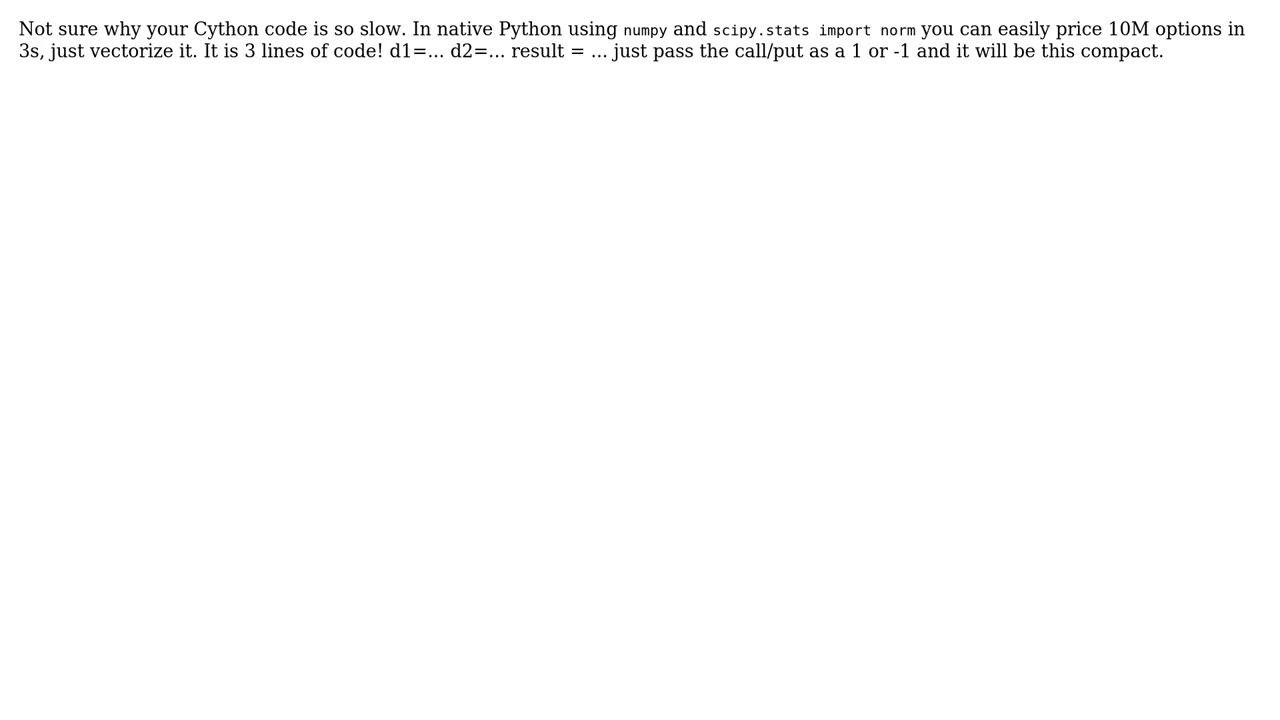 Not sure why your Cython code is so slow. In native Python using numpy and scipy.stats import norm you can easily price 10M options in
3s, just vectorize it. It is 3 lines of code! d1=... d2=... result = ... just pass the call/put as a 1 or -1 and it will be this compact.